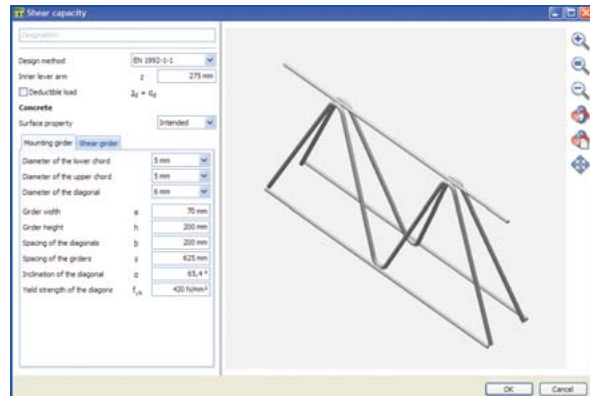 Shear capacity
Designation
Design method EN 1992-1-1
Inner lever arm z 275 mm
Deductible load
Concrete
Surface property Intended
Mounting girder Shear girder
Diameter of the lower chord 5 mm
Diameter of the upper chord 5 mm
Diameter of the diagonal 6 mm
Girder width a 70 mm
Girder height h 200 mm
Spacing of the diagonals b 200 mm
Spacing of the girders s 625 mm
Inclination of the diagonal α 65,4 °
Yield strength of the diagons 420 N/mm²
OK Cancel